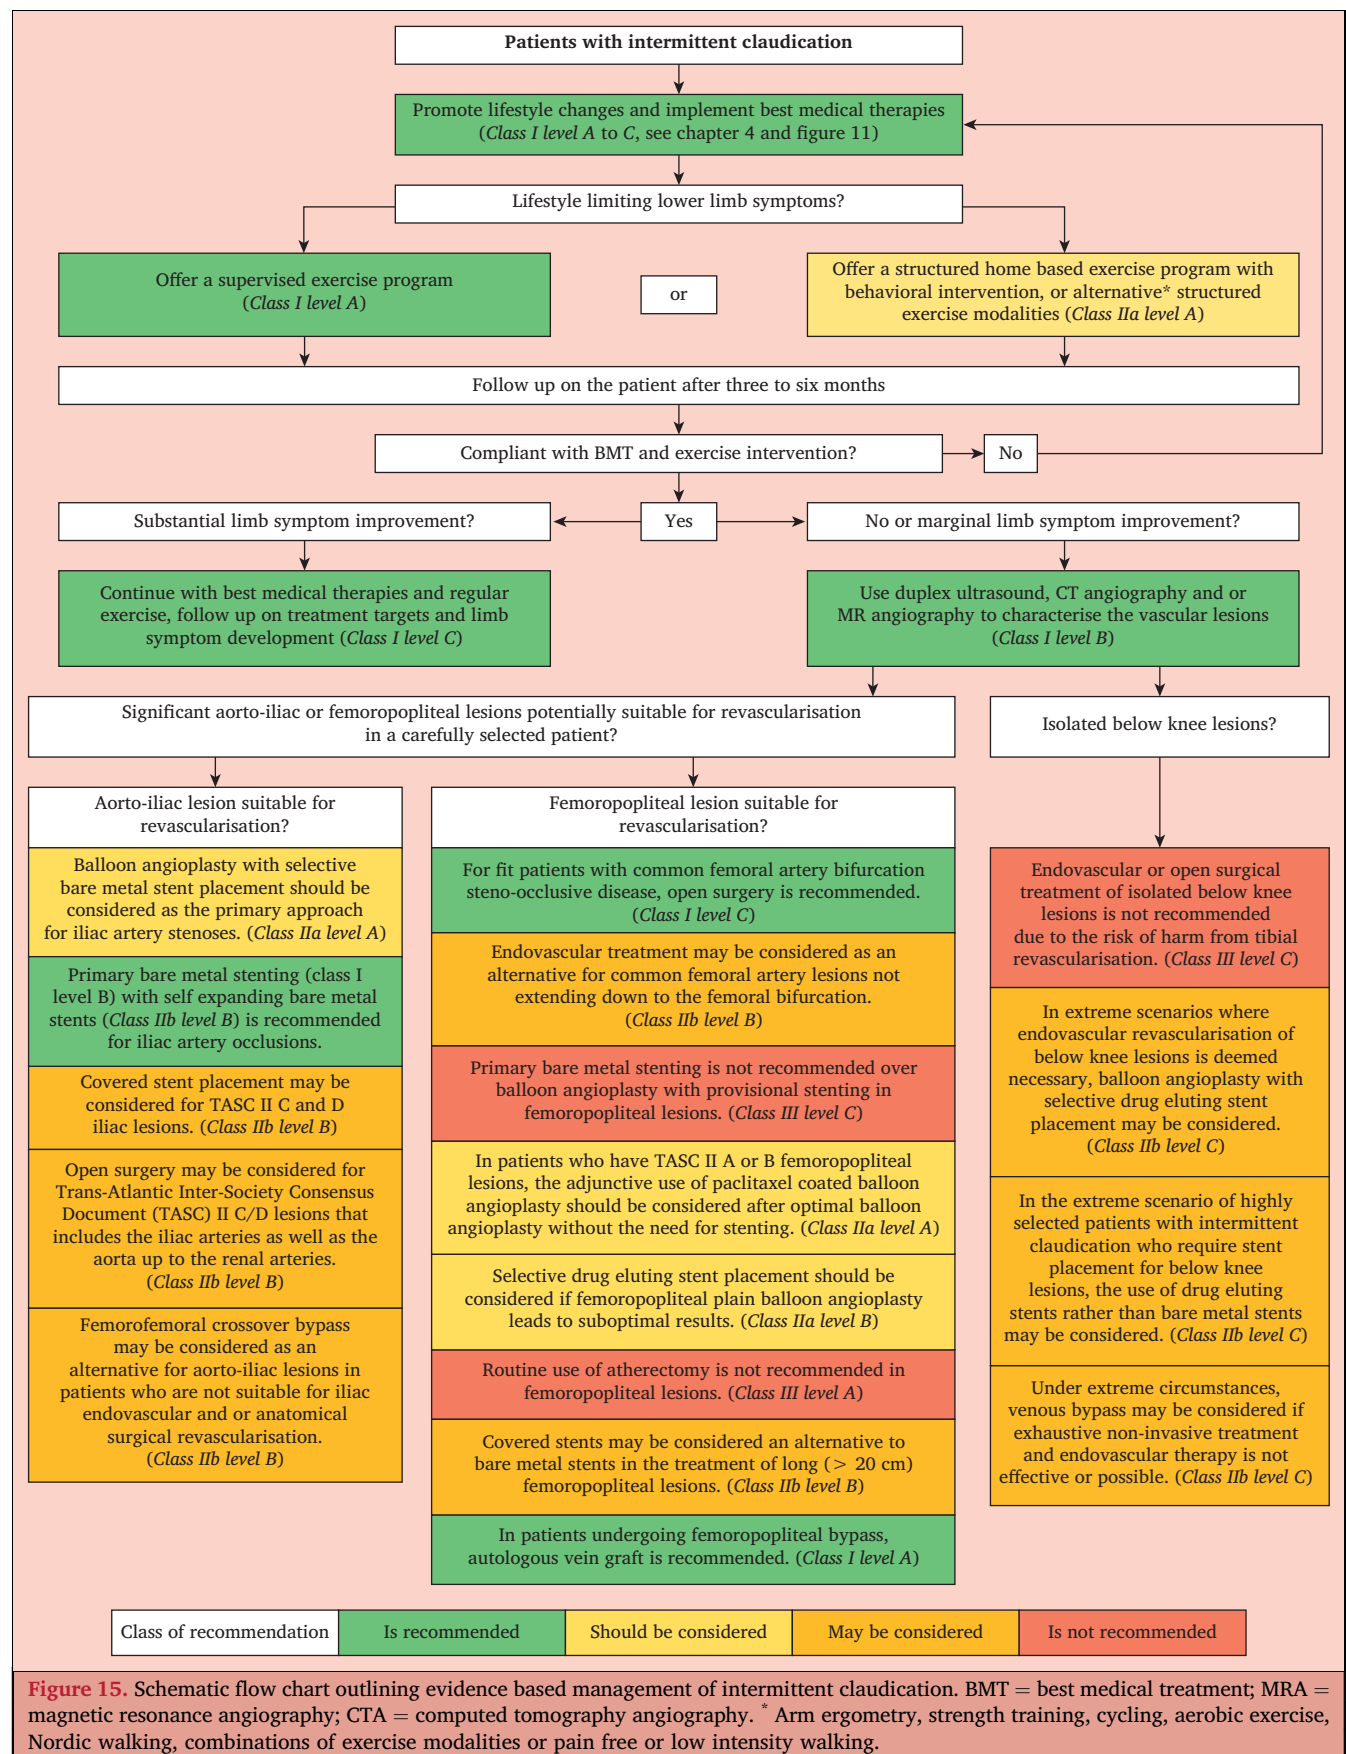 Patients with intermittent claudication
Promote lifestyle changes and implement best medical therapies
(Class I level A to C, see chapter 4 and figure 11)
Lifestyle limiting lower limb symptoms?
Offer a supervised exercise program
(Class I level A)
or
Offer a structured home based exercise program with
behavioral intervention, or alternative* structured
exercise modalities (Class IIa level A)
Follow up on the patient after three to six months
Compliant with BMT and exercise intervention?
No
Substantial limb symptom improvement?
Yes
No or marginal limb symptom improvement?
Continue with best medical therapies and regular
exercise, follow up on treatment targets and limb
symptom development (Class I level C)
Use duplex ultrasound, CT angiography and or
MR angiography to characterise the vascular lesions
(Class I level B)
Significant aorto-iliac or femoropopliteal lesions potentially suitable for revascularisation
in a carefully selected patient?
Isolated below knee lesions?
Aorto-iliac lesion suitable for
revascularisation?
Balloon angioplasty with selective
bare metal stent placement should be
considered as the primary approach
for iliac artery stenoses. (Class IIa level A)
Primary bare metal stenting (class I
level B) with self expanding bare metal
stents (Class IIb level B) is recommended
for iliac artery occlusions.
Covered stent placement may be
considered for TASC II C and D
iliac lesions. (Class IIb level B)
Open surgery may be considered for
Trans-Atlantic Inter-Society Consensus
Document (TASC) II C/D lesions that
includes the iliac arteries as well as the
aorta up to the renal arteries.
(Class IIb level B)
Femorofemoral crossover bypass
may be considered as an
alternative for aorto-iliac lesions in
patients who are not suitable for iliac
endovascular and or anatomical
surgical revascularisation.
(Class IIb level B)
Femoropopliteal lesion suitable for
revascularisation?
For fit patients with common femoral artery bifurcation
steno-occlusive disease, open surgery is recommended.
(Class I level C)
Endovascular treatment may be considered as an
alternative for common femoral artery lesions not
extending down to the femoral bifurcation.
(Class IIb level B)
Primary bare metal stenting is not recommended over
balloon angioplasty with provisional stenting in
femoropopliteal lesions. (Class III level C)
In patients who have TASC II A or B femoropopliteal
lesions, the adjunctive use of paclitaxel coated balloon
angioplasty should be considered after optimal balloon
angioplasty without the need for stenting. (Class IIa level A)
Selective drug eluting stent placement should be
considered if femoropopliteal plain balloon angioplasty
leads to suboptimal results. (Class IIa level B)
Routine use of atherectomy is not recommended in
femoropopliteal lesions. (Class III level A)
Covered stents may be considered an alternative to
bare metal stents in the treatment of long (> 20 cm)
femoropopliteal lesions. (Class IIb level B)
In patients undergoing femoropopliteal bypass,
autologous vein graft is recommended. (Class I level A)
Endovascular or open surgical
treatment of isolated below knee
lesions is not recommended
due to the risk of harm from tibial
revascularisation. (Class III level C)
In extreme scenarios where
endovascular revascularisation of
below knee lesions is deemed
necessary, balloon angioplasty with
selective drug eluting stent
placement may be considered.
(Class IIb level C)
In the extreme scenario of highly
selected patients with intermittent
claudication who require stent
placement for below knee
lesions, the use of drug eluting
stents rather than bare metal stents
may be considered. (Class IIb level C)
Under extreme circumstances,
venous bypass may be considered if
exhaustive non-invasive treatment
and endovascular therapy is not
effective or possible. (Class IIb level C)
Class of recommendation
Is recommended
Should be considered
May be considered
Is not recommended
Figure 15. Schematic flow chart outlining evidence based management of intermittent claudication. BMT = best medical treatment; MRA =
magnetic resonance angiography; CTA = computed tomography angiography. * Arm ergometry, strength training, cycling, aerobic exercise,
Nordic walking, combinations of exercise modalities or pain free or low intensity walking.